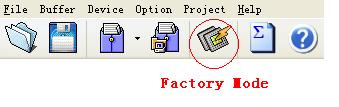 File Buffer Device Option Project Help
Σ ?
Factory Mode